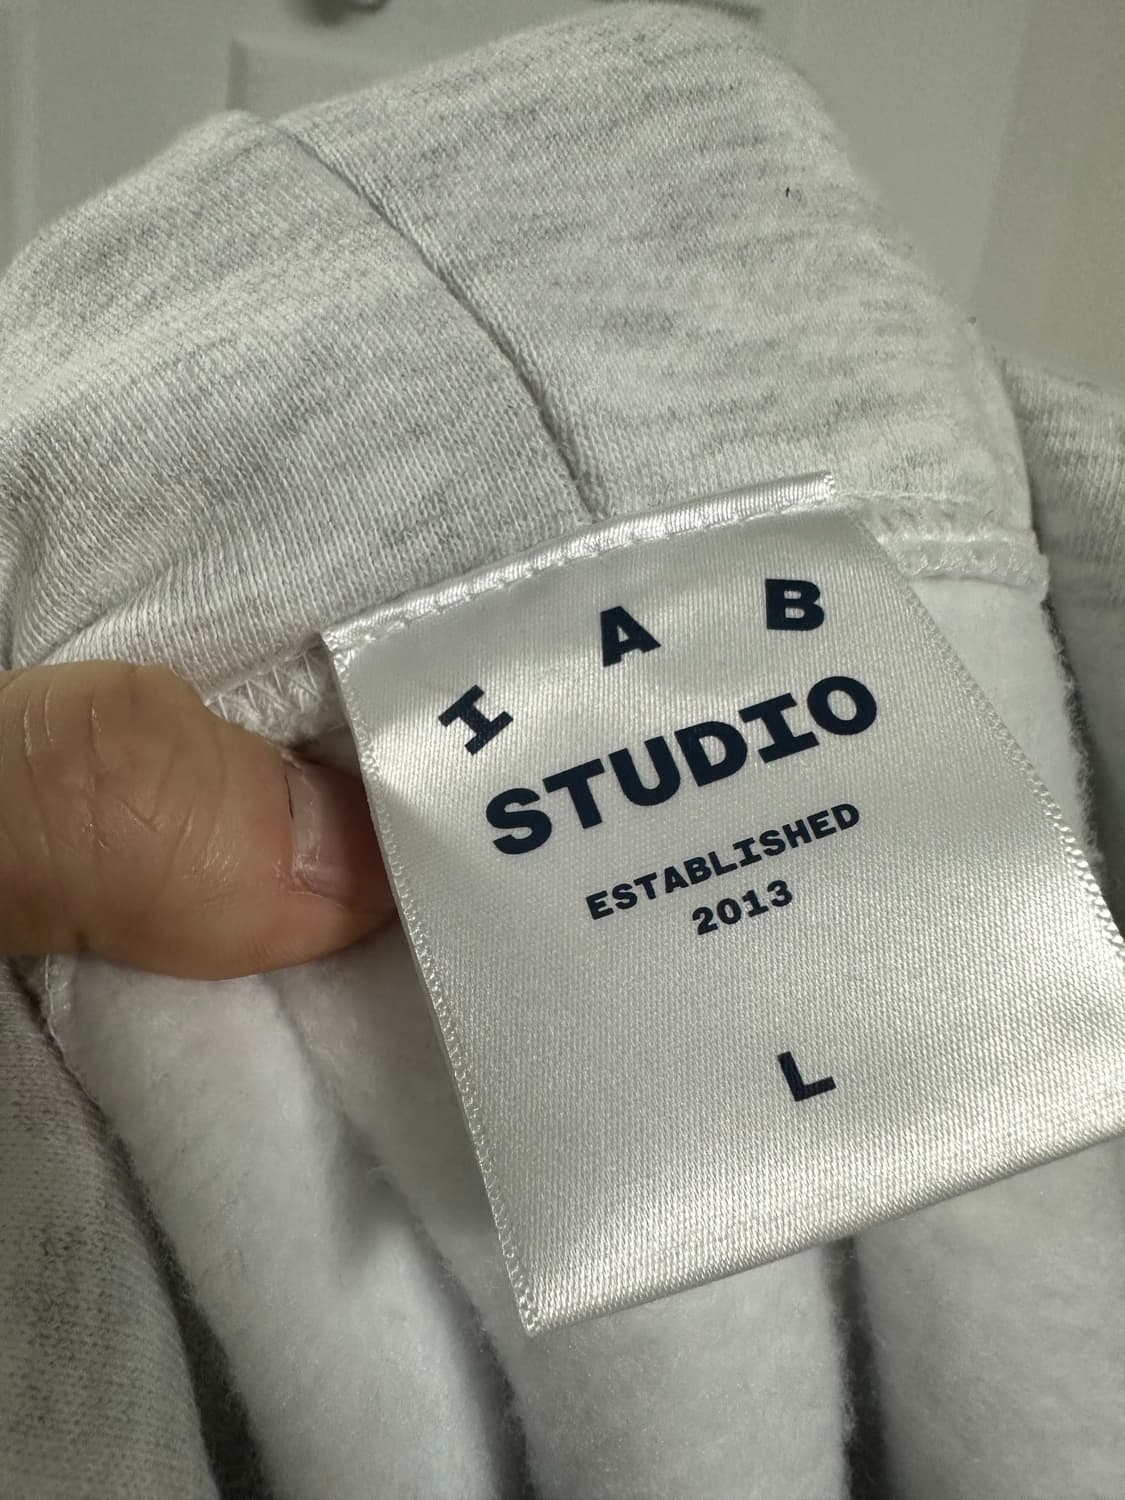 I A B
STUDIO
ESTABLISHED
2013
L